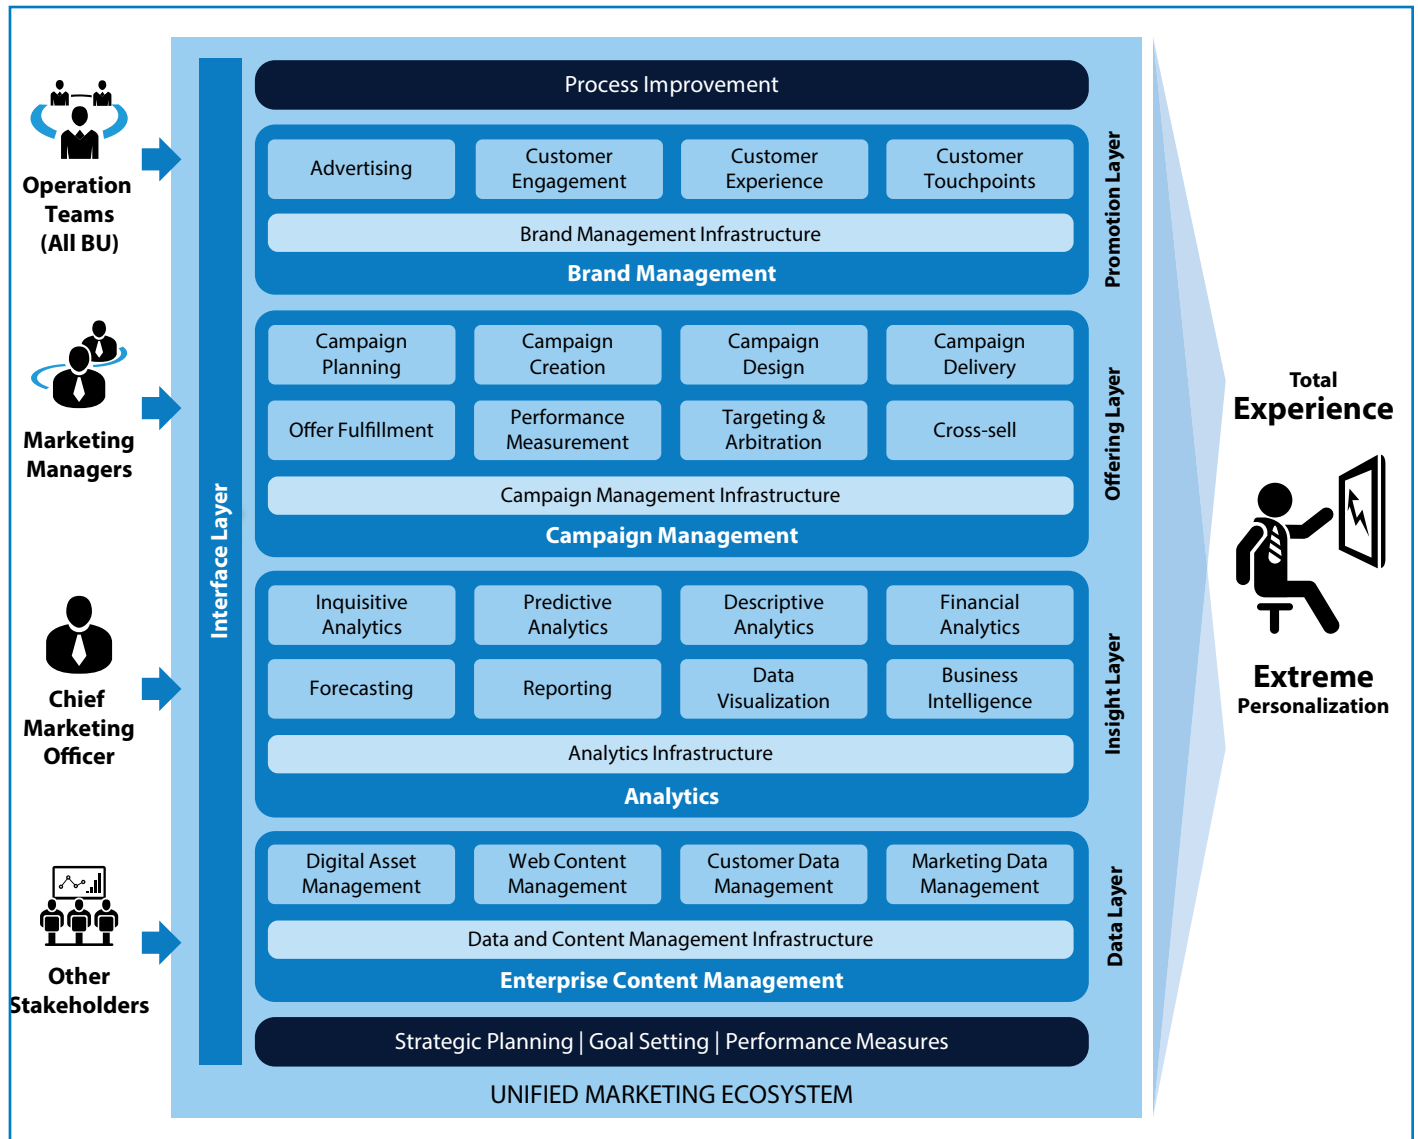 Operation
Teams
(All BU)
Marketing
Managers
Chief
Marketing
Officer
Other
Stakeholders
Interface Layer
Process Improvement
Advertising
Customer
Engagement
Customer
Experience
Customer
Touchpoints
Brand Management Infrastructure
Brand Management
Promotion Layer
Campaign
Planning
Campaign
Creation
Campaign
Design
Campaign
Delivery
Offer Fulfillment
Performance
Measurement
Targeting &
Arbitration
Cross-sell
Campaign Management Infrastructure
Campaign Management
Offering Layer
Inquisitive
Analytics
Predictive
Analytics
Descriptive
Analytics
Financial
Analytics
Forecasting
Reporting
Data
Visualization
Business
Intelligence
Analytics Infrastructure
Analytics
Insight Layer
Digital Asset
Management
Web Content
Management
Customer Data
Management
Marketing Data
Management
Data and Content Management Infrastructure
Enterprise Content Management
Data Layer
Strategic Planning | Goal Setting | Performance Measures
UNIFIED MARKETING ECOSYSTEM
Total
Experience
Extreme
Personalization